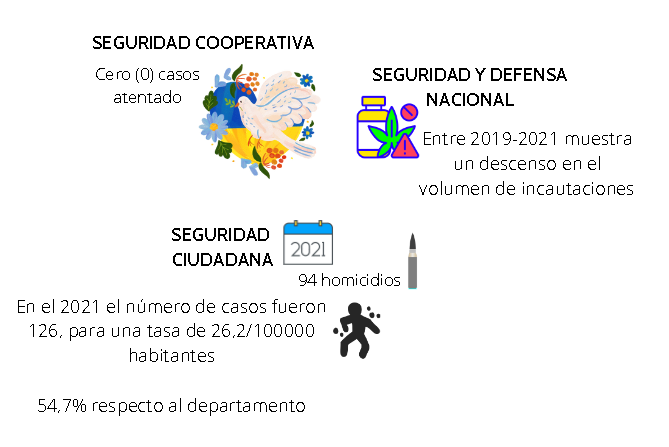 SEGURIDAD COOPERATIVA
Cero (0) casos
atentado
SEGURIDAD Y DEFENSA
NACIONAL
Entre 2019-2021 muestra
un descenso en el
volumen de incautaciones
SEGURIDAD
CIUDADANA
2021
94 homicidios
En el 2021 el número de casos fueron
126, para una tasa de 26,2/100000
habitantes
54,7% respecto al departamento